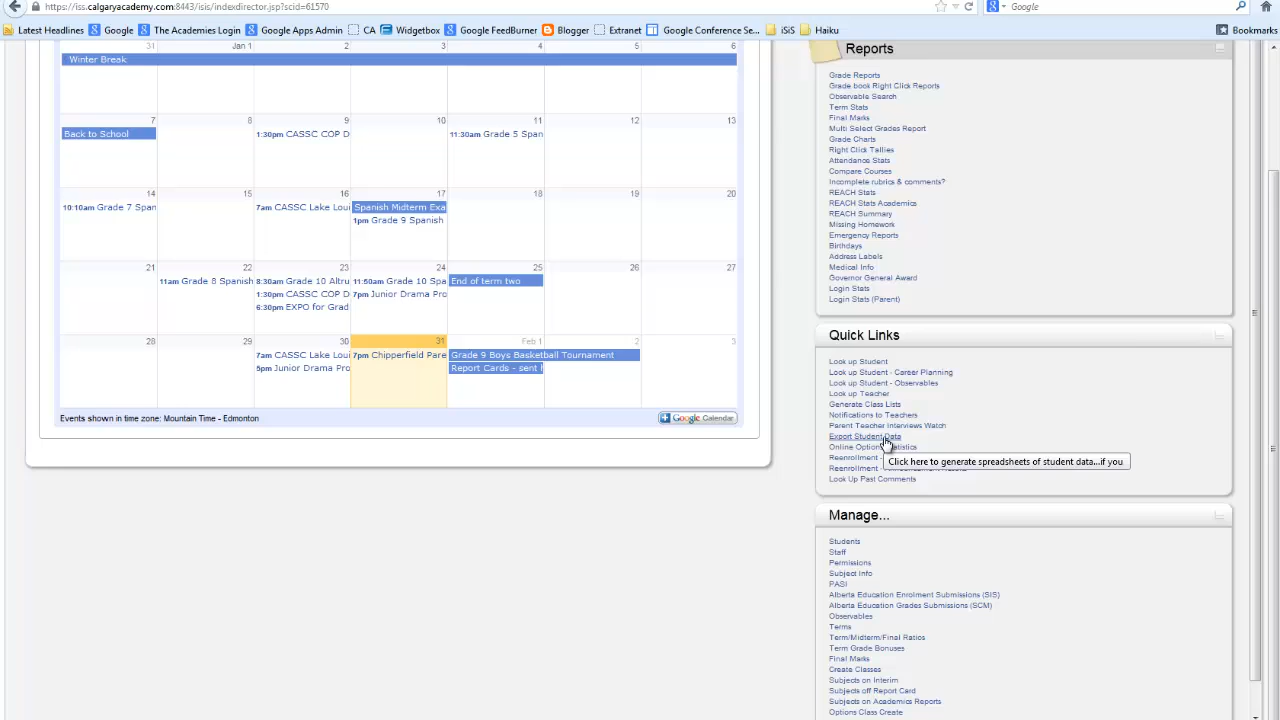 https://iss.calgaryacademy.com:8443/isis/indexdirector.jsp?scid=61570
Google
Latest Headlines Google The Academies Login Google Apps Admin CA Widgetbox Google FeedBurner Blogger Extranet Google Conference Se... iSiS Haiku Bookmarks
31 Jan 1 2 3 4 5 6
Winter Break
7 8 9 10 11 12 13
Back to School 1:30pm CASSC COP D 11:30am Grade 5 Span
14 15 16 17 18 19 20
10:10am Grade 7 Span 7am CASSC Lake Loui Spanish Midterm Exa
1pm Grade 9 Spanish
21 22 23 24 25 26 27
11am Grade 8 Spanish 8:30am Grade 10 Altru 11:50am Grade 10 Spa End of term two
1:30pm CASSC COP D 7pm Junior Drama Pro
6:30pm EXPO for Grad
28 29 30 31 Feb 1 2 3
7am CASSC Lake Loui 7pm Chipperfield Pare Grade 9 Boys Basketball Tournament
5pm Junior Drama Pro Report Cards - sent h
Events shown in time zone: Mountain Time - Edmonton Google Calendar
Reports
Grade Reports
Grade book Right Click Reports
Observable Search
Term Stats
Final Marks
Multi Select Grades Report
Grade Charts
Right Click Tallies
Attendance Stats
Compare Courses
Incomplete rubrics & comments?
REACH Stats
REACH Stats Academics
REACH Summary
Missing Homework
Emergency Reports
Birthdays
Address Labels
Medical Info
Governor General Award
Login Stats
Login Stats (Parent)
Quick Links
Look up Student
Look up Student - Career Planning
Look up Student - Observables
Look up Teacher
Generate Class Lists
Notifications to Teachers
Parent Teacher Interviews Watch
Export Student Data
Online Option Statistics
Reenrollment -
Click here to generate spreadsheets of student data...if you
Reenrollment -
Look Up Past Comments
Manage...
Students
Staff
Permissions
Subject Info
PASI
Alberta Education Enrolment Submissions (SIS)
Alberta Education Grades Submissions (SCM)
Observables
Terms
Term/Midterm/Final Ratios
Term Grade Bonuses
Final Marks
Create Classes
Subjects on Interim
Subjects off Report Card
Subjects on Academics Reports
Options Class Create